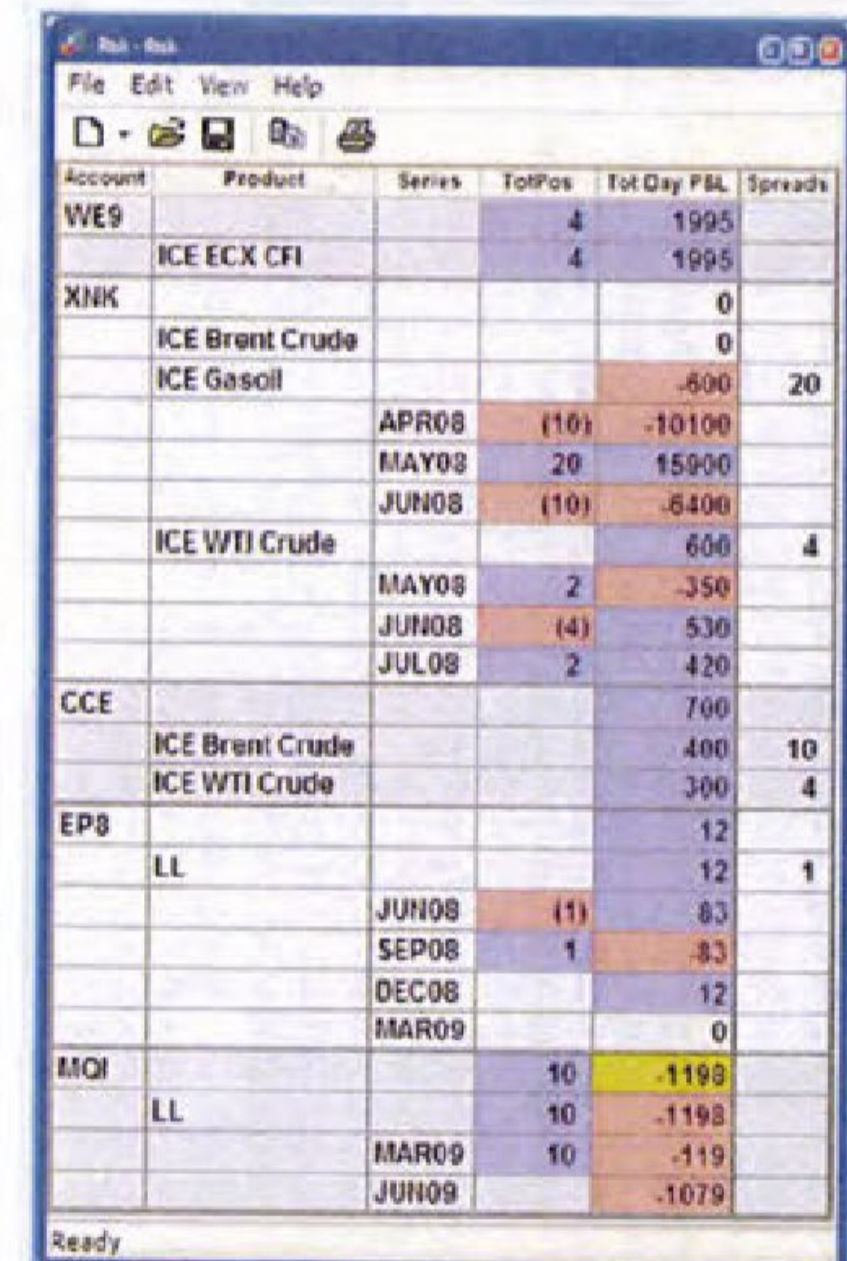 Risk - Risk
File Edit View Help
Account Product Series TotPos Tot Day P&L Spreads
WE9 4 1995
ICE ECX CFI 4 1995
XNK 0
ICE Brent Crude 0
ICE Gasoil -600 20
APR08 (10) -10100
MAY08 20 15900
JUN08 (10) -6400
ICE WTI Crude 600 4
MAY08 2 -350
JUN08 (4) 530
JUL08 2 420
CCE 700
ICE Brent Crude 400 10
ICE WTI Crude 300 4
EP8 12
LL 12 1
JUN08 (1) 83
SEP08 1 -83
DEC08 12
MAR09 0
MQI 10 -1198
LL 10 -1198
MAR09 10 -119
JUN09 -1079
Ready